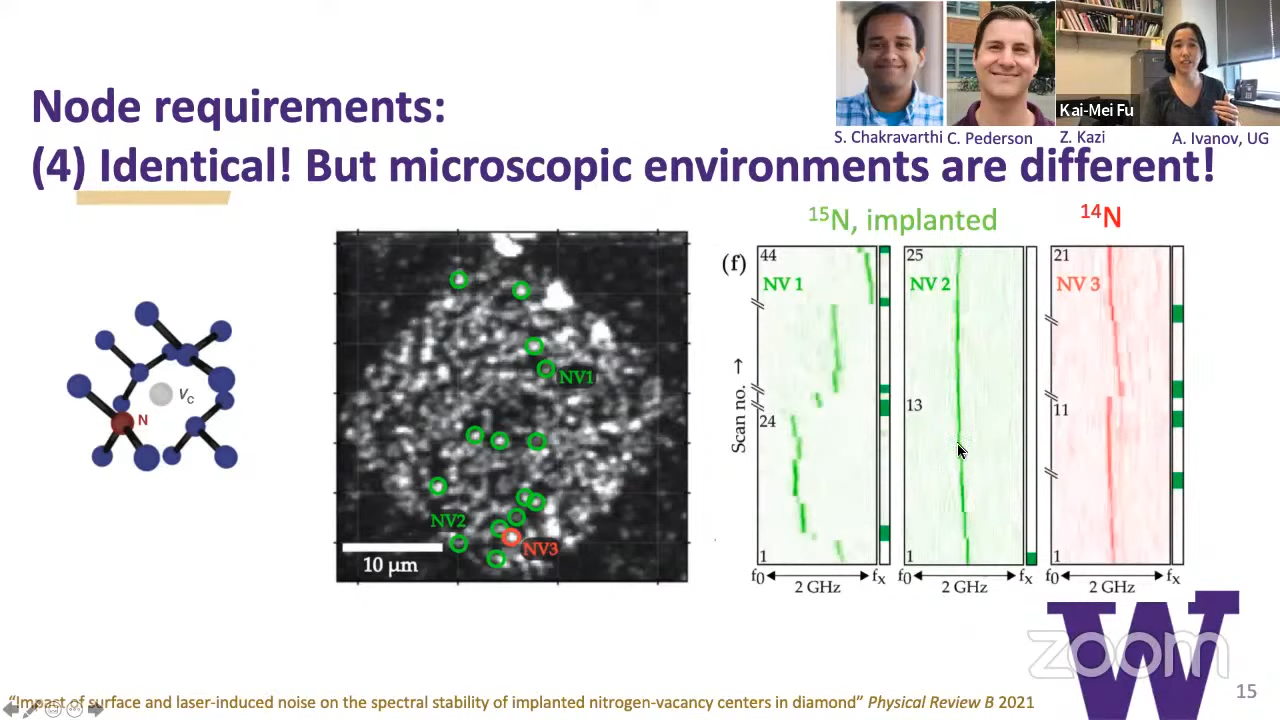 Kai-Mei Fu
S. Chakravarthi C. Pederson Z. Kazi A. Ivanov, UG
Node requirements:
(4) Identical! But microscopic environments are different!
15N, implanted
14N
N
Vc
NV1
NV2
NV3
10 μm
(f)
Scan no. →
44
NV 1
24
1
f0 fx
2 GHz
25
NV 2
13
1
f0 fx
2 GHz
21
NV 3
11
1
f0 fx
2 GHz
W
zoom
"Impact of surface and laser-induced noise on the spectral stability of implanted nitrogen-vacancy centers in diamond" Physical Review B 2021
15